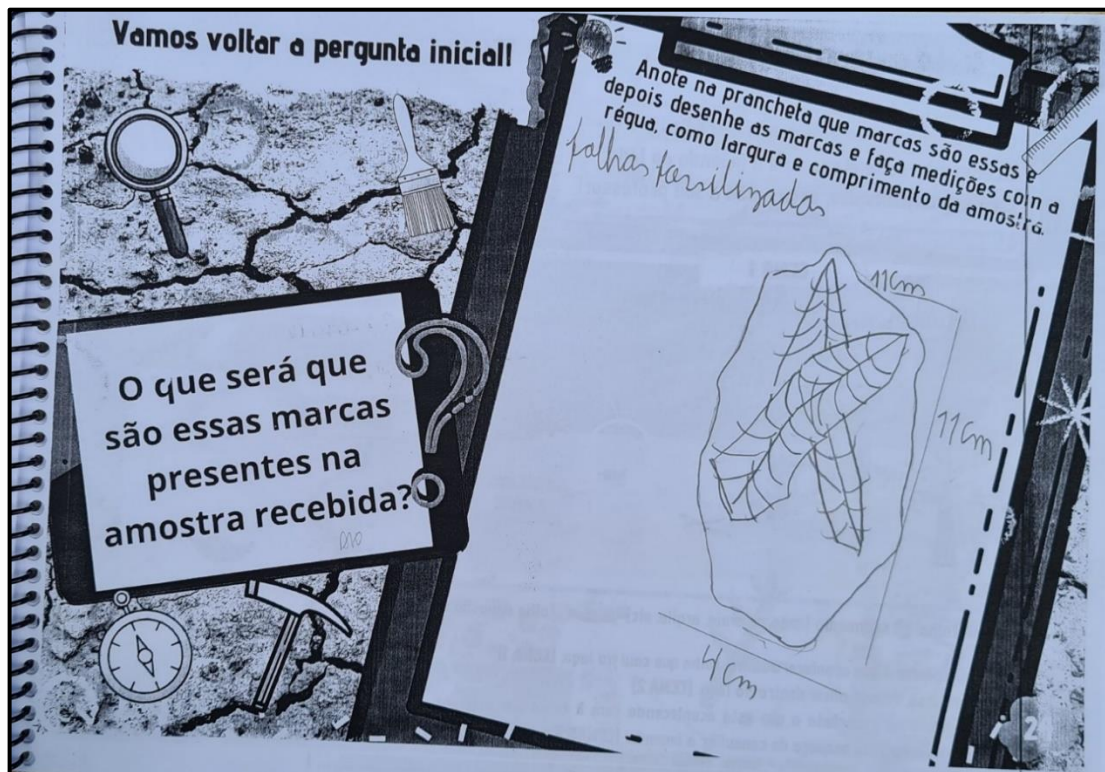 Vamos voltar a pergunta inicial!
O que será que
são essas marcas
presentes na
amostra recebida?
Anote na prancheta que marcas são essas e
depois desenhe as marcas e faça medições com a
régua, como largura e comprimento da amostra.
folhas fossilizadas
11cm
11cm
4cm
2